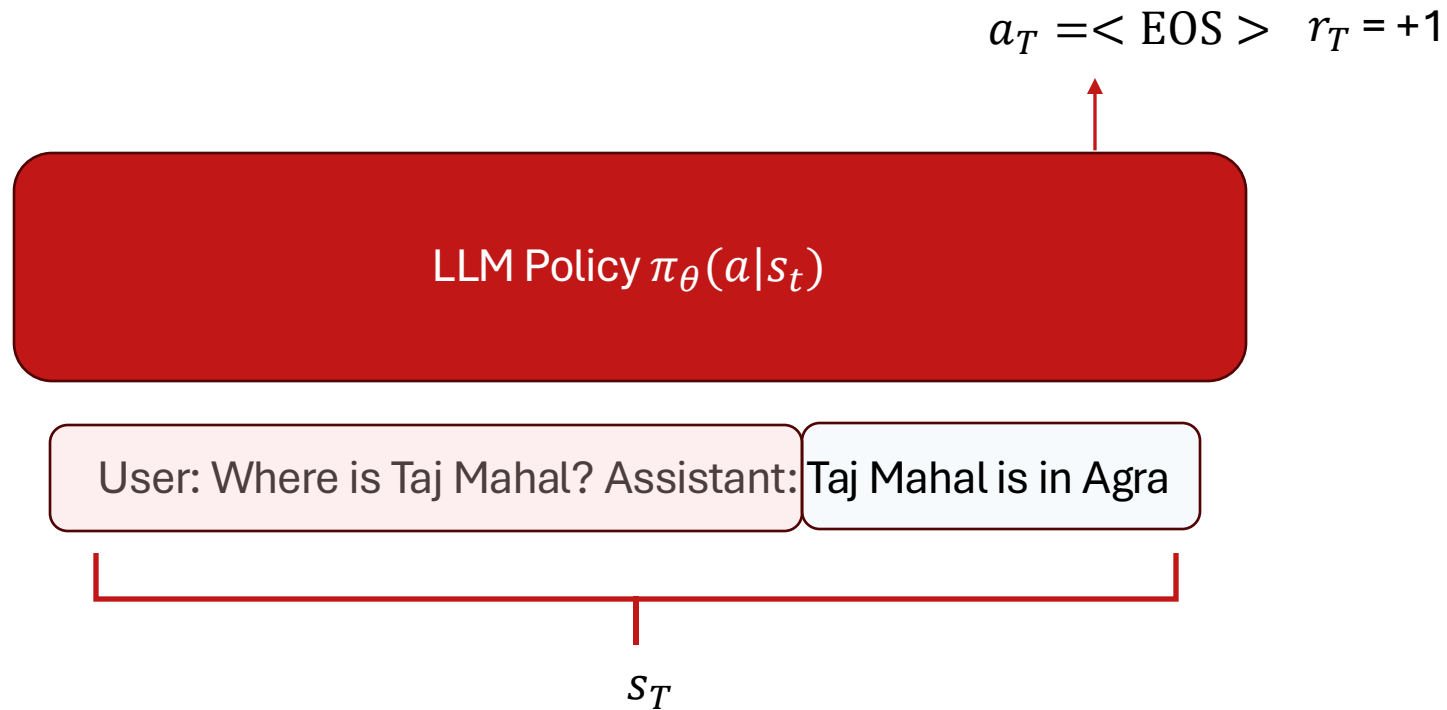 a_T =< EOS > r_T = +1
LLM Policy π_θ(a|s_t)
User: Where is Taj Mahal? Assistant: Taj Mahal is in Agra
s_T